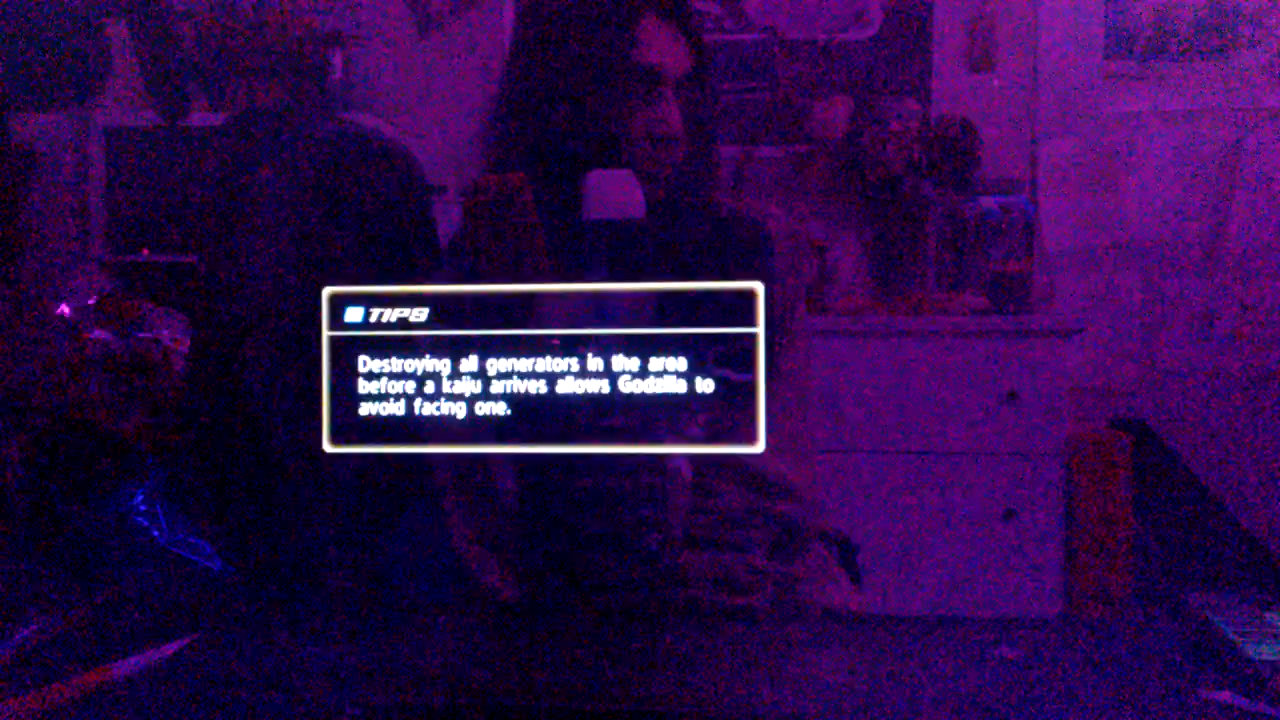 TIPS
Destroying all generators in the area
before a kaiju arrives allows Godzilla to
avoid facing one.